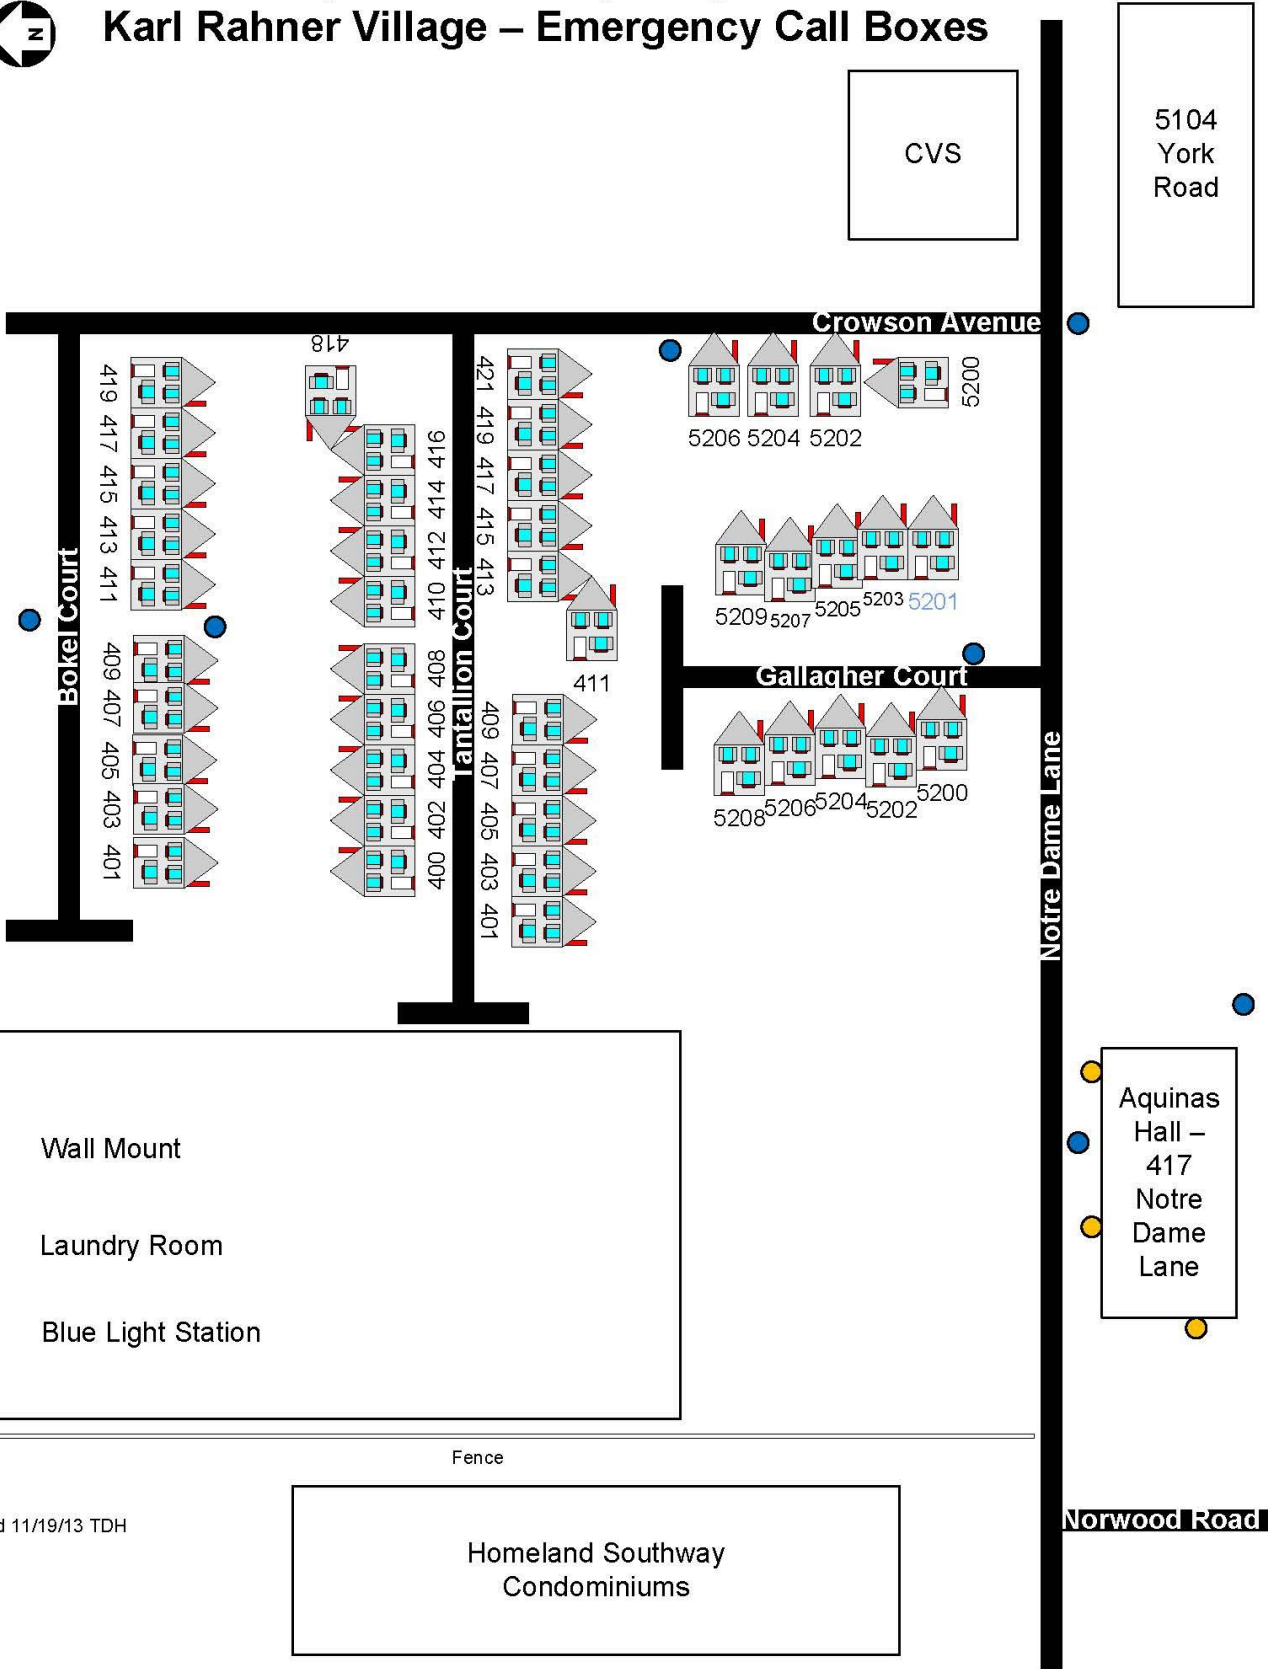 N
Karl Rahner Village – Emergency Call Boxes
CVS
5104
York
Road
Crowson Avenue
418
419
417
415
413
411
409
407
405
403
401
Bokel Court
416
414
412
410
408
406
404
402
400
Tantallion Court
421
419
417
415
413
411
409
407
405
403
401
5206 5204 5202
5200
5209 5207 5205 5203 5201
Gallagher Court
5208 5206 5204 5202 5200
Notre Dame Lane
Aquinas
Hall –
417
Notre
Dame
Lane
Wall Mount
Laundry Room
Blue Light Station
Fence
11/19/13 TDH
Norwood Road
Homeland Southway
Condominiums